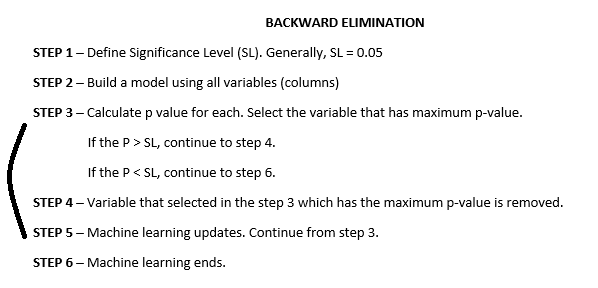 BACKWARD ELIMINATION
STEP 1 – Define Significance Level (SL). Generally, SL = 0.05
STEP 2 – Build a model using all variables (columns)
STEP 3 – Calculate p value for each. Select the variable that has maximum p-value.
If the P > SL, continue to step 4.
If the P < SL, continue to step 6.
STEP 4 – Variable that selected in the step 3 which has the maximum p-value is removed.
STEP 5 – Machine learning updates. Continue from step 3.
STEP 6 – Machine learning ends.